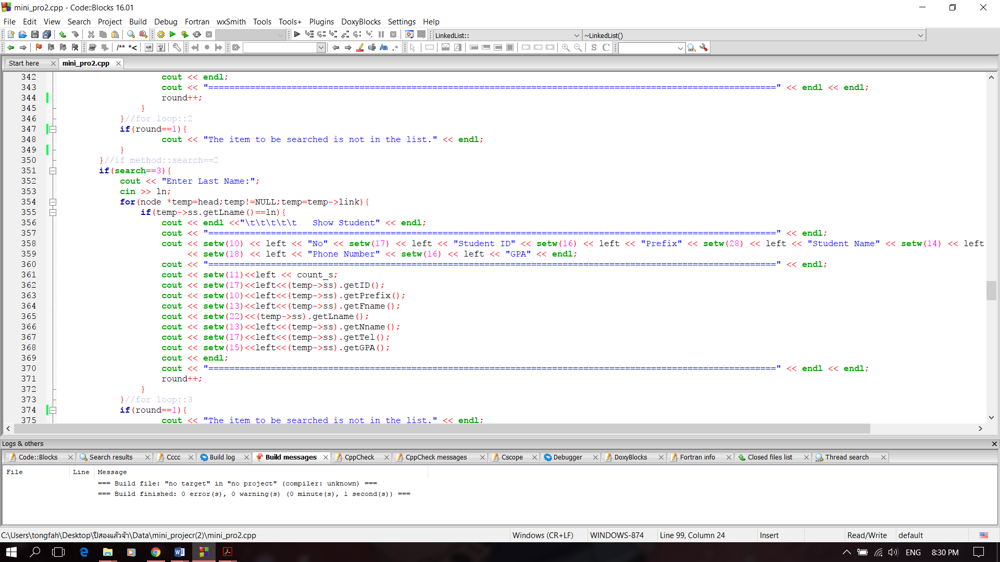 mini_pro2.cpp - Code::Blocks 16.01
File Edit View Search Project Build Debug Fortran wxSmith Tools Tools+ Plugins DoxyBlocks Settings Help
LinkedList:: ~LinkedList()
/** *<
Start here mini_pro2.cpp
342 cout << endl;
343 cout << "=============================================================================================================" << endl << endl;
344 round++;
345 }
346 }//for loop::2
347 if(round==1){
348 cout << "The item to be searched is not in the list." << endl;
349 }
350 }//if method::search==2
351 if(search==3){
352 cout << "Enter Last Name:";
353 cin >> ln;
354 for(node *temp=head;temp!=NULL;temp=temp->link){
355 if(temp->ss.getLname()==ln){
356 cout << endl <<"\t\t\t\t\t   Show Student" << endl;
357 cout << "=============================================================================================================" << endl;
358 cout << setw(10) << left << "No" << setw(17) << left << "Student ID" << setw(16) << left << "Prefix" << setw(28) << left << "Student Name" << setw(14) << left
359 << setw(18) << left << "Phone Number" << setw(16) << left << "GPA" << endl;
360 cout << "=============================================================================================================" << endl;
361 cout << setw(11)<<left << count_s;
362 cout << setw(17)<<left<<(temp->ss).getID();
363 cout << setw(10)<<left<<(temp->ss).getPrefix();
364 cout << setw(13)<<left<<(temp->ss).getFname();
365 cout << setw(22)<<(temp->ss).getLname();
366 cout << setw(13)<<left<<(temp->ss).getNname();
367 cout << setw(17)<<left<<(temp->ss).getTel();
368 cout << setw(15)<<left<<(temp->ss).getGPA();
369 cout << endl;
370 cout << "=============================================================================================================" << endl << endl;
371 round++;
372 }
373 }//for loop::3
374 if(round==1){
375 cout << "The item to be searched is not in the list." << endl;
Logs & others
Code::Blocks Search results Cccc Build log Build messages CppCheck CppCheck messages Cscope Debugger DoxyBlocks Fortran info Closed files list Thread search
File Line Message
=== Build file: "no target" in "no project" (compiler: unknown) ===
=== Build finished: 0 error(s), 0 warning(s) (0 minute(s), 1 second(s)) ===
C:\Users\tongfah\Desktop\ปีสองแล้วจ้า\Data\mini_projecr(2)\mini_pro2.cpp Windows (CR+LF) WINDOWS-874 Line 99, Column 24 Insert Read/Write default
ENG 8:30 PM